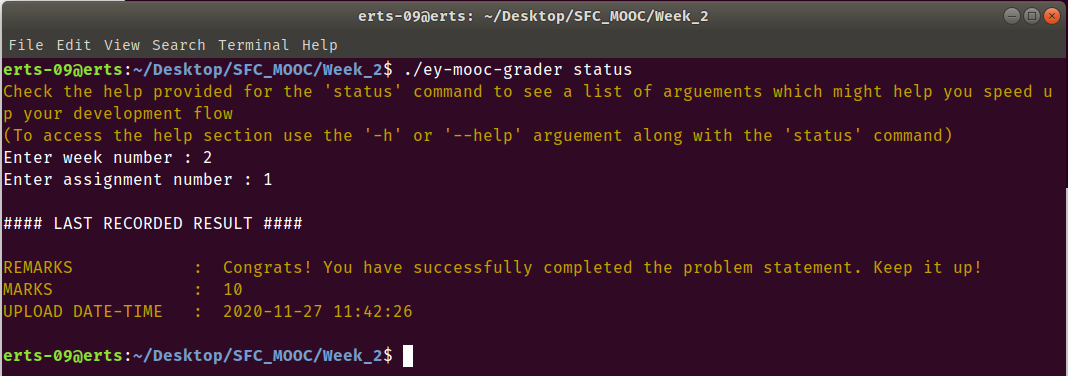 erts-09@erts: ~/Desktop/SFC_MOOC/Week_2
File Edit View Search Terminal Help
erts-09@erts:~/Desktop/SFC_MOOC/Week_2$ ./ey-mooc-grader status
Check the help provided for the 'status' command to see a list of arguements which might help you speed u
p your development flow
(To access the help section use the '-h' or '--help' arguement along with the 'status' command)
Enter week number : 2
Enter assignment number : 1
#### LAST RECORDED RESULT ####
REMARKS : Congrats! You have successfully completed the problem statement. Keep it up!
MARKS : 10
UPLOAD DATE-TIME : 2020-11-27 11:42:26
erts-09@erts:~/Desktop/SFC_MOOC/Week_2$